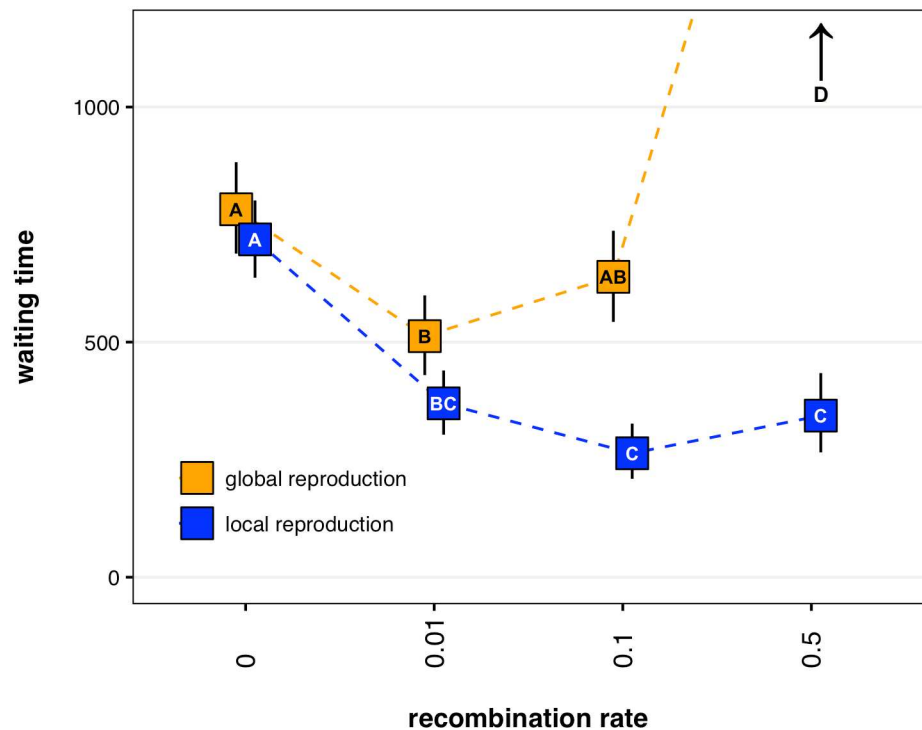 D
1000
A
A
AB
B
500
BC
C
C
global reproduction
local reproduction
0
0
0.01
0.1
0.5
waiting time
recombination rate